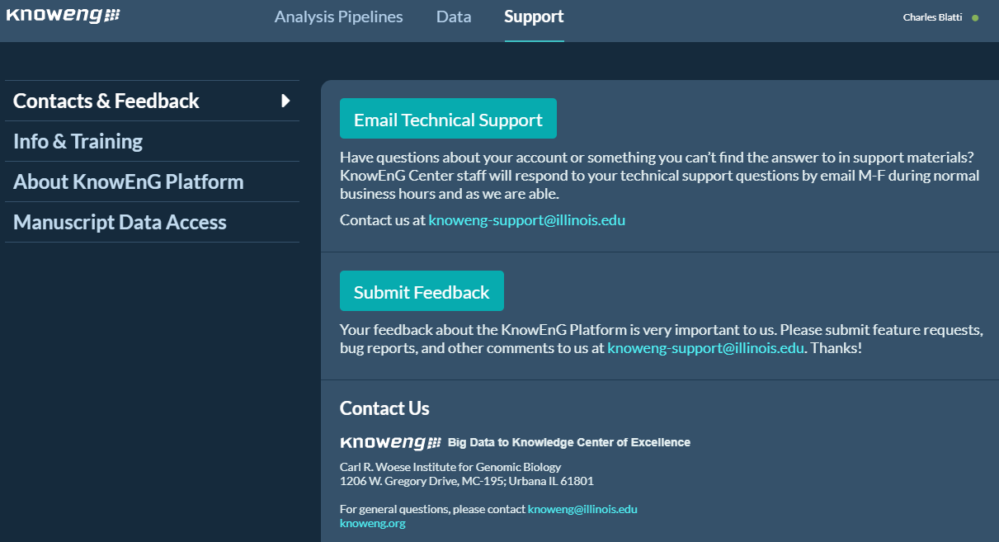 knoweng
Analysis Pipelines
Data
Support
Charles Blatti
Contacts & Feedback
Info & Training
About KnowEnG Platform
Manuscript Data Access
Email Technical Support
Have questions about your account or something you can’t find the answer to in support materials?
KnowEnG Center staff will respond to your technical support questions by email M-F during normal
business hours and as we are able.
Contact us at knoweng-support@illinois.edu
Submit Feedback
Your feedback about the KnowEnG Platform is very important to us. Please submit feature requests,
bug reports, and other comments to us at knoweng-support@illinois.edu. Thanks!
Contact Us
knoweng Big Data to Knowledge Center of Excellence
Carl R. Woese Institute for Genomic Biology
1206 W. Gregory Drive, MC-195; Urbana IL 61801
For general questions, please contact knoweng@illinois.edu
knoweng.org